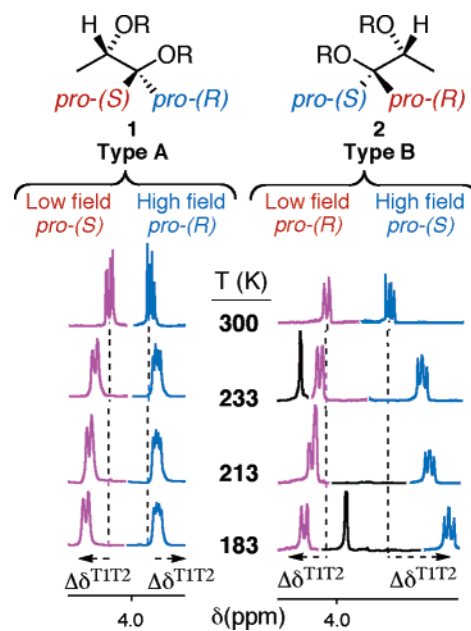 OR
H
OR
pro-(S)
pro-(R)
1
Type A
RO
H
RO
pro-(S)
pro-(R)
2
Type B
Low field
pro-(S)
High field
pro-(R)
Low field
pro-(R)
High field
pro-(S)
T (K)
300
233
213
183
ΔδT1T2
ΔδT1T2
ΔδT1T2
ΔδT1T2
4.0
δ(ppm)
4.0